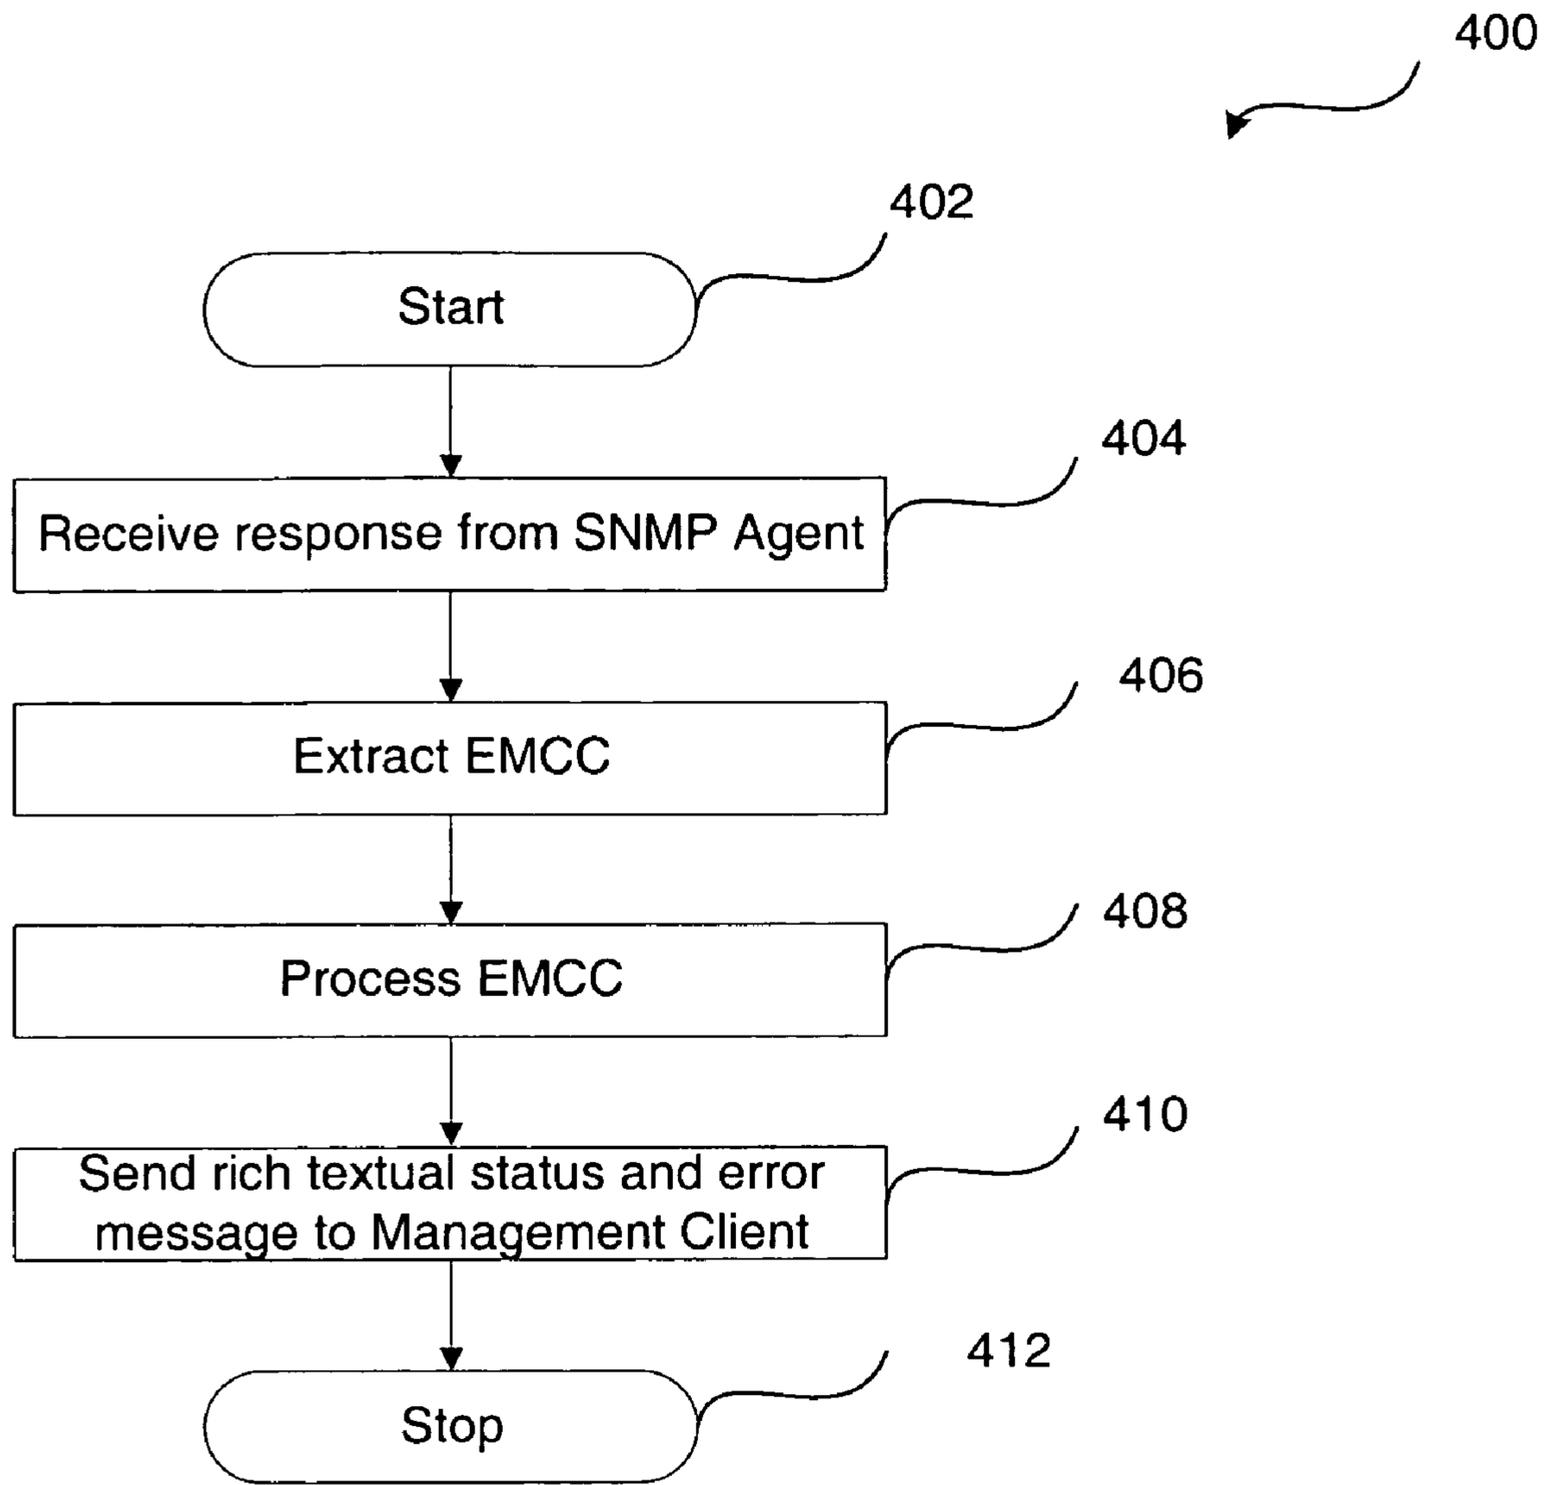 400
402
Start
404
Receive response from SNMP Agent
406
Extract EMCC
408
Process EMCC
410
Send rich textual status and error
message to Management Client
412
Stop